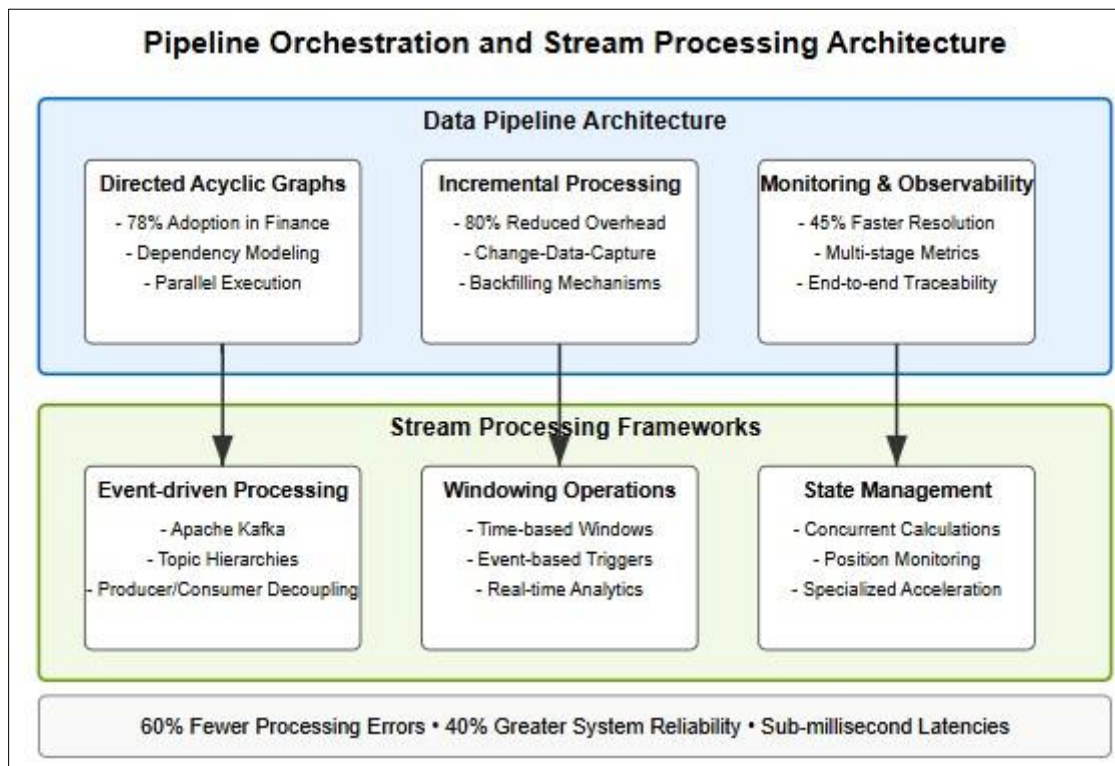 Pipeline Orchestration and Stream Processing Architecture
Data Pipeline Architecture
Directed Acyclic Graphs
- 78% Adoption in Finance
- Dependency Modeling
- Parallel Execution
Incremental Processing
- 80% Reduced Overhead
- Change-Data-Capture
- Backfilling Mechanisms
Monitoring & Observability
- 45% Faster Resolution
- Multi-stage Metrics
- End-to-end Traceability
Stream Processing Frameworks
Event-driven Processing
- Apache Kafka
- Topic Hierarchies
- Producer/Consumer Decoupling
Windowing Operations
- Time-based Windows
- Event-based Triggers
- Real-time Analytics
State Management
- Concurrent Calculations
- Position Monitoring
- Specialized Acceleration
60% Fewer Processing Errors • 40% Greater System Reliability • Sub-millisecond Latencies